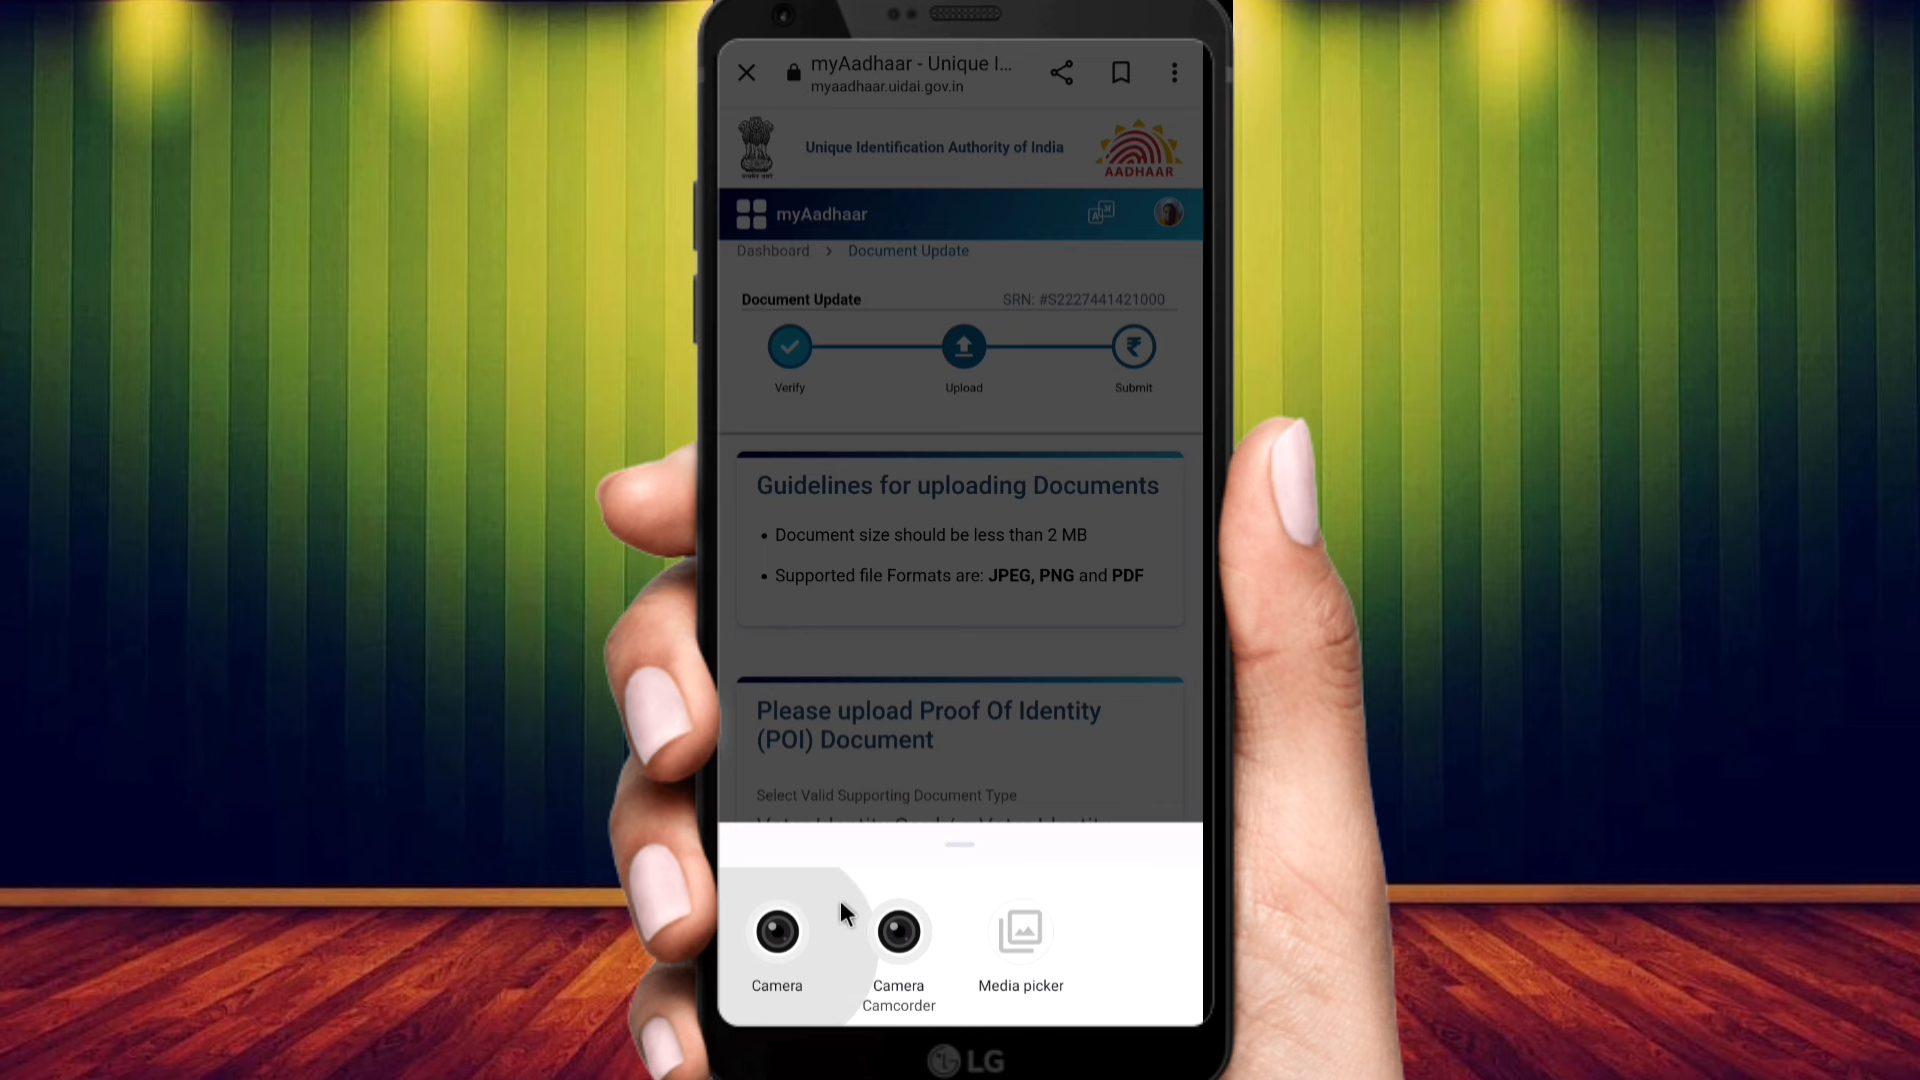 myAadhaar - Unique I...
myaadhaar.uidai.gov.in
Unique Identification Authority of India
AADHAAR
myAadhaar
Dashboard > Document Update
Document Update SRN: #S2227441421000
Verify Upload Submit
Guidelines for uploading Documents
• Document size should be less than 2 MB
• Supported file Formats are: JPEG, PNG and PDF
Please upload Proof Of Identity
(POI) Document
Select Valid Supporting Document Type
Camera Camera Media picker
Camcorder
LG